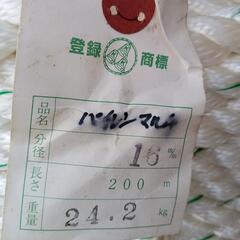 登録 商標
品名 パイレンマルチ
分径 16 m/m
長さ 200 m
重量 24.2 kg